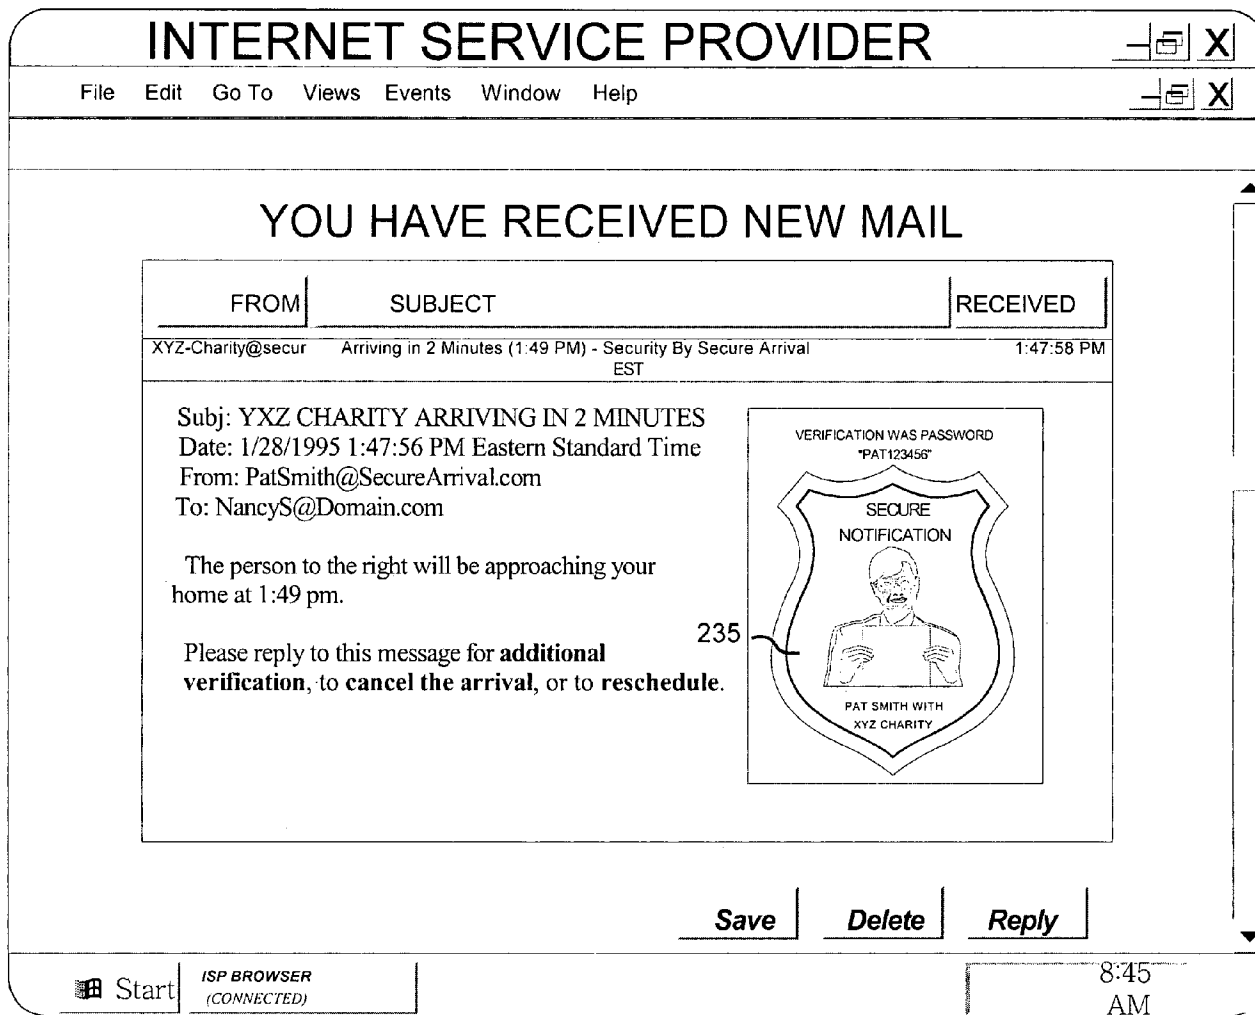 INTERNET SERVICE PROVIDER
X
File Edit Go To Views Events Window Help
X
YOU HAVE RECEIVED NEW MAIL
FROM SUBJECT RECEIVED
XYZ-Charity@secur Arriving in 2 Minutes (1:49 PM) - Security By Secure Arrival 1:47:58 PM
EST
Subj: YXZ CHARITY ARRIVING IN 2 MINUTES
Date: 1/28/1995 1:47:56 PM Eastern Standard Time
From: PatSmith@SecureArrival.com
To: NancyS@Domain.com
The person to the right will be approaching your
home at 1:49 pm.
Please reply to this message for additional
verification, to cancel the arrival, or to reschedule.
VERIFICATION WAS PASSWORD
"PAT123456"
SECURE
NOTIFICATION
235
PAT SMITH WITH
XYZ CHARITY
Save Delete Reply
Start
ISP BROWSER
(CONNECTED)
8:45
AM